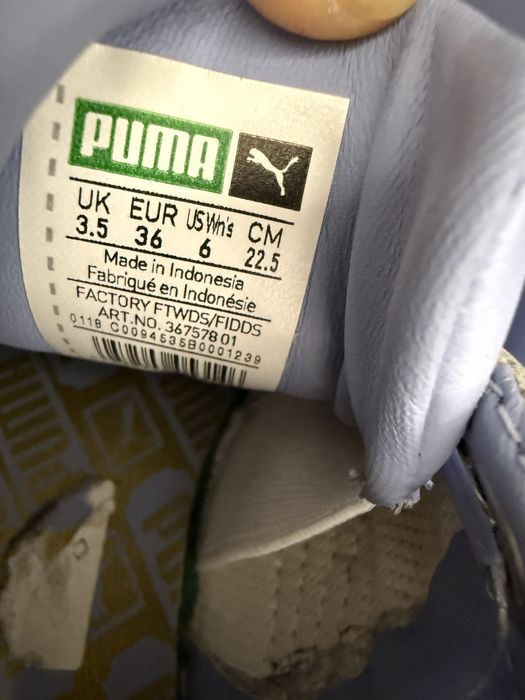 PUMA
UK EUR US Wn's CM
3.5 36 6 22.5
Made in Indonesia
Fabriqué en Indonésie
FACTORY FTWDS/FIDDS
ART.NO. 36757801
0118 C0094535B0001239